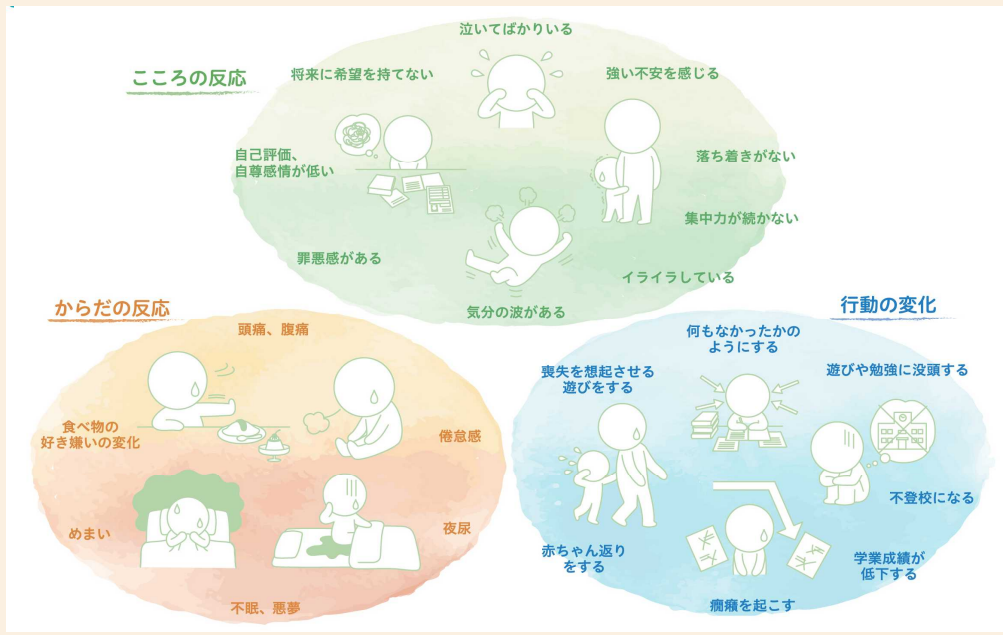 こころの反応
泣いてばかりいる
将来に希望を持てない
強い不安を感じる
自己評価、
自尊感情が低い
落ち着きがない
集中力が続かない
罪悪感がある
イライラしている
気分の波がある
からだの反応
頭痛、腹痛
食べ物の
好き嫌いの変化
倦怠感
めまい
夜尿
不眠、悪夢
行動の変化
何もなかったかの
ようにする
喪失を想起させる
遊びをする
遊びや勉強に没頭する
不登校になる
赤ちゃん返り
をする
学業成績が
低下する
癇癪を起こす